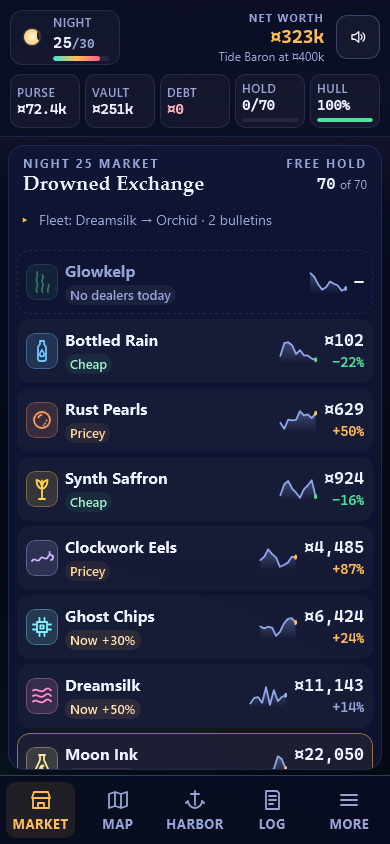 NIGHT
25/30
NET WORTH
¤323k
Tide Baron at ¤400k
PURSE
¤72.4k
VAULT
¤251k
DEBT
¤0
HOLD
0/70
HULL
100%
NIGHT 25 MARKET
FREE HOLD
Drowned Exchange
70 of 70
Fleet: Dreamsilk → Orchid · 2 bulletins
Glowkelp
No dealers today
–
Bottled Rain
Cheap
¤102
−22%
Rust Pearls
Pricey
¤629
+50%
Synth Saffron
Cheap
¤924
−16%
Clockwork Eels
Pricey
¤4,485
+87%
Ghost Chips
Now +30%
¤6,424
+24%
Dreamsilk
Now +50%
¤11,143
+14%
Moon Ink
¤22,050
MARKET
MAP
HARBOR
LOG
MORE